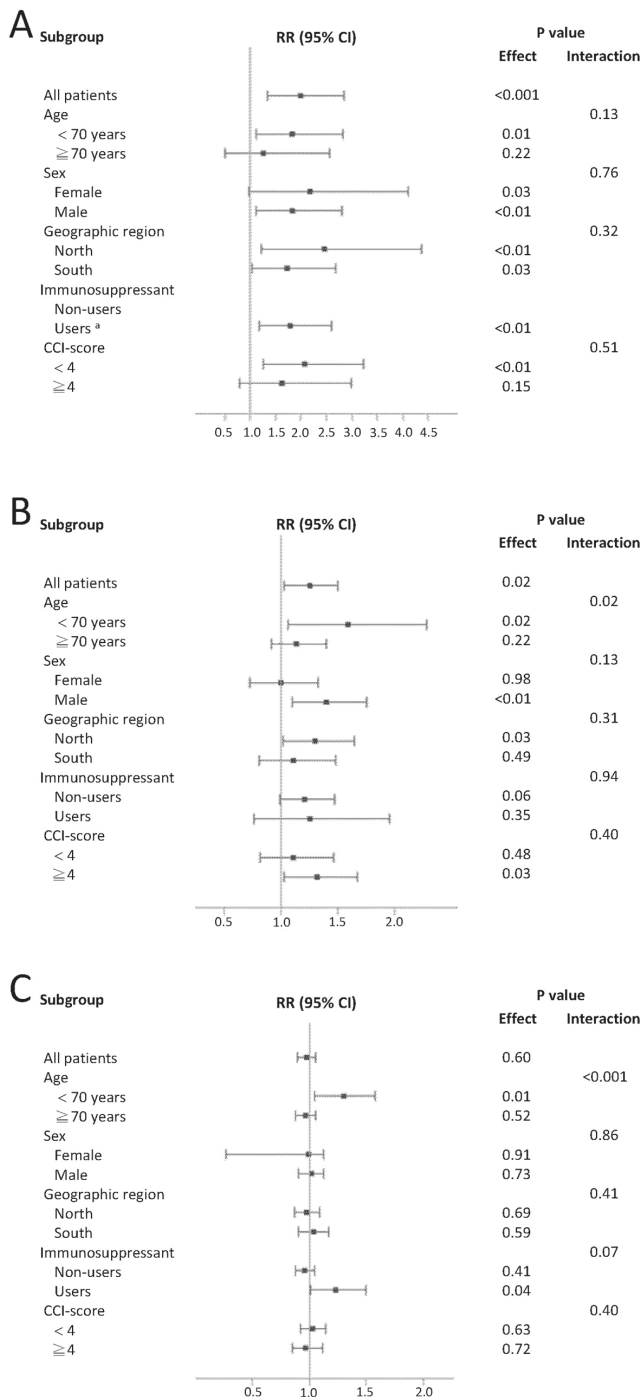 A
Subgroup RR (95% CI) P value
Effect Interaction
All patients <0.001
Age 0.13
< 70 years 0.01
≧ 70 years 0.22
Sex 0.76
Female 0.03
Male <0.01
Geographic region 0.32
North <0.01
South 0.03
Immunosuppressant
Non-users
Users a <0.01
CCI-score 0.51
< 4 <0.01
≧ 4 0.15
0.5 1.0 1.5 2.0 2.5 3.0 3.5 4.0 4.5
B
Subgroup RR (95% CI) P value
Effect Interaction
All patients 0.02
Age 0.02
< 70 years 0.02
≧ 70 years 0.22
Sex 0.13
Female 0.98
Male <0.01
Geographic region 0.31
North 0.03
South 0.49
Immunosuppressant 0.94
Non-users 0.06
Users 0.35
CCI-score 0.40
< 4 0.48
≧ 4 0.03
0.5 1.0 1.5 2.0
C
Subgroup RR (95% CI) P value
Effect Interaction
All patients 0.60
Age <0.001
< 70 years 0.01
≧ 70 years 0.52
Sex 0.86
Female 0.91
Male 0.73
Geographic region 0.41
North 0.69
South 0.59
Immunosuppressant 0.07
Non-users 0.41
Users 0.04
CCI-score 0.40
< 4 0.63
≧ 4 0.72
0.5 1.0 1.5 2.0